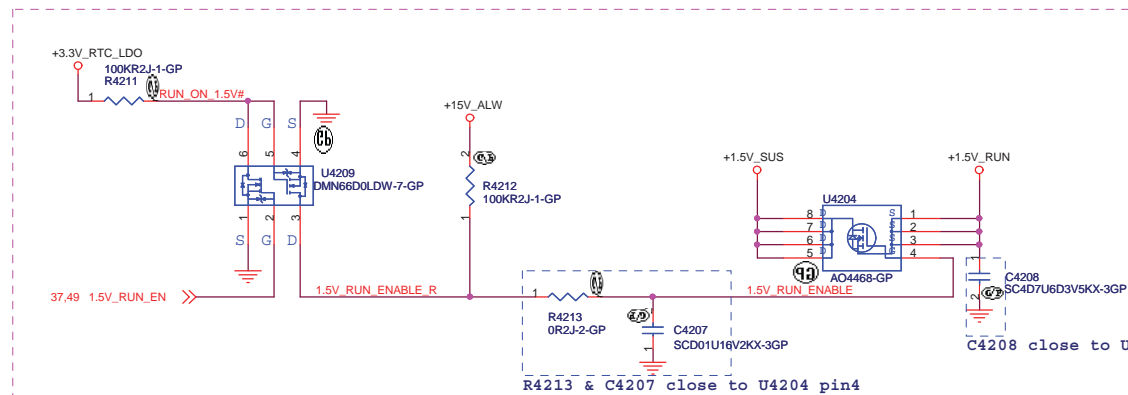 +3.3V_RTC_LDO
100KR2J-1-GP
R4211
1
RUN_ON_1.5V#
D G S
6 5 4
U4209
DMN66D0LDW-7-GP
1 2 3
S G D
37,49 1.5V_RUN_EN
+15V_ALW
2
R4212
100KR2J-1-GP
1
1.5V_RUN_ENABLE_R
1
R4213
0R2J-2-GP
C4207
SCD01U16V2KX-3GP
1
R4213 & C4207 close to U4204 pin4
1.5V_RUN_ENABLE
+1.5V_SUS
+1.5V_RUN
U4204
8 D S 1
7 D S 2
6 D S 3
5 D 4
AO4468-GP
1
C4208
SC4D7U6D3V5KX-3GP
2
C4208 close to U